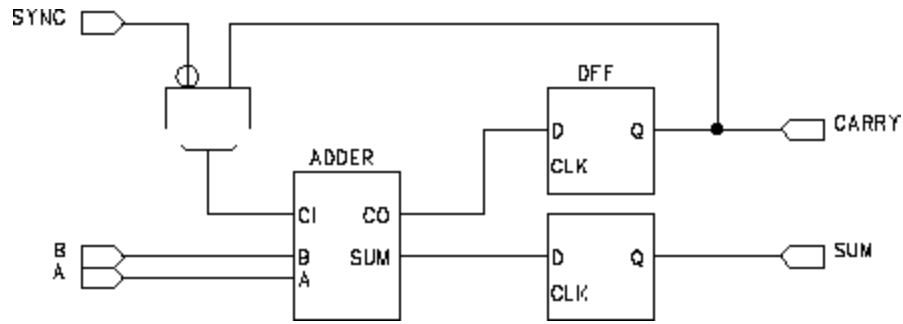 SYNC
DFF
D Q
CLK
CARRY
ADDER
CI CO
B
B SUM
A
A
D Q
CLK
SUM